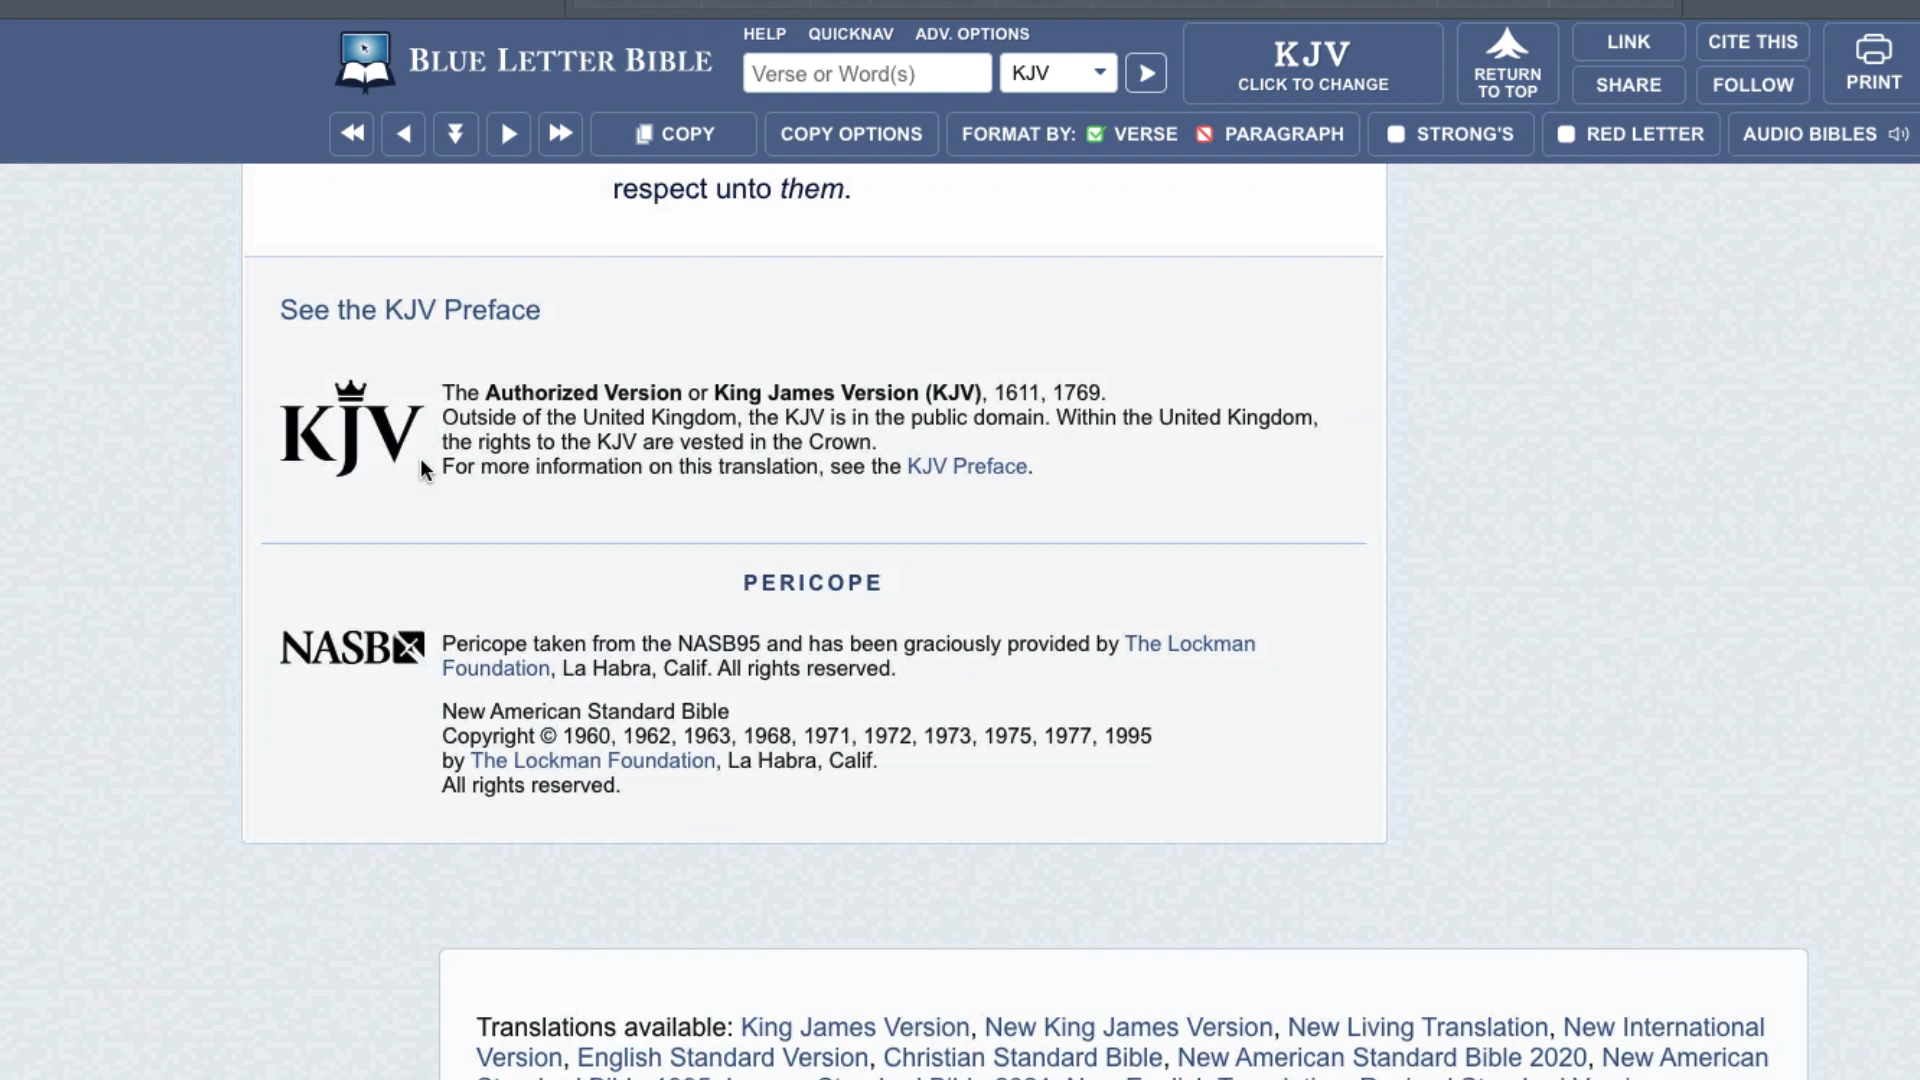 BLUE LETTER BIBLE
HELP QUICKNAV ADV. OPTIONS
Verse or Word(s) KJV
KJV
CLICK TO CHANGE
RETURN
TO TOP
LINK
CITE THIS
SHARE
FOLLOW
PRINT
COPY COPY OPTIONS FORMAT BY: VERSE PARAGRAPH STRONG'S RED LETTER AUDIO BIBLES
respect unto them.
See the KJV Preface
KJV
The Authorized Version or King James Version (KJV), 1611, 1769.
Outside of the United Kingdom, the KJV is in the public domain. Within the United Kingdom,
the rights to the KJV are vested in the Crown.
For more information on this translation, see the KJV Preface.
PERICOPE
NASB
Pericope taken from the NASB95 and has been graciously provided by The Lockman
Foundation, La Habra, Calif. All rights reserved.
New American Standard Bible
Copyright © 1960, 1962, 1963, 1968, 1971, 1972, 1973, 1975, 1977, 1995
by The Lockman Foundation, La Habra, Calif.
All rights reserved.
Translations available: King James Version, New King James Version, New Living Translation, New International
Version, English Standard Version, Christian Standard Bible, New American Standard Bible 2020, New American